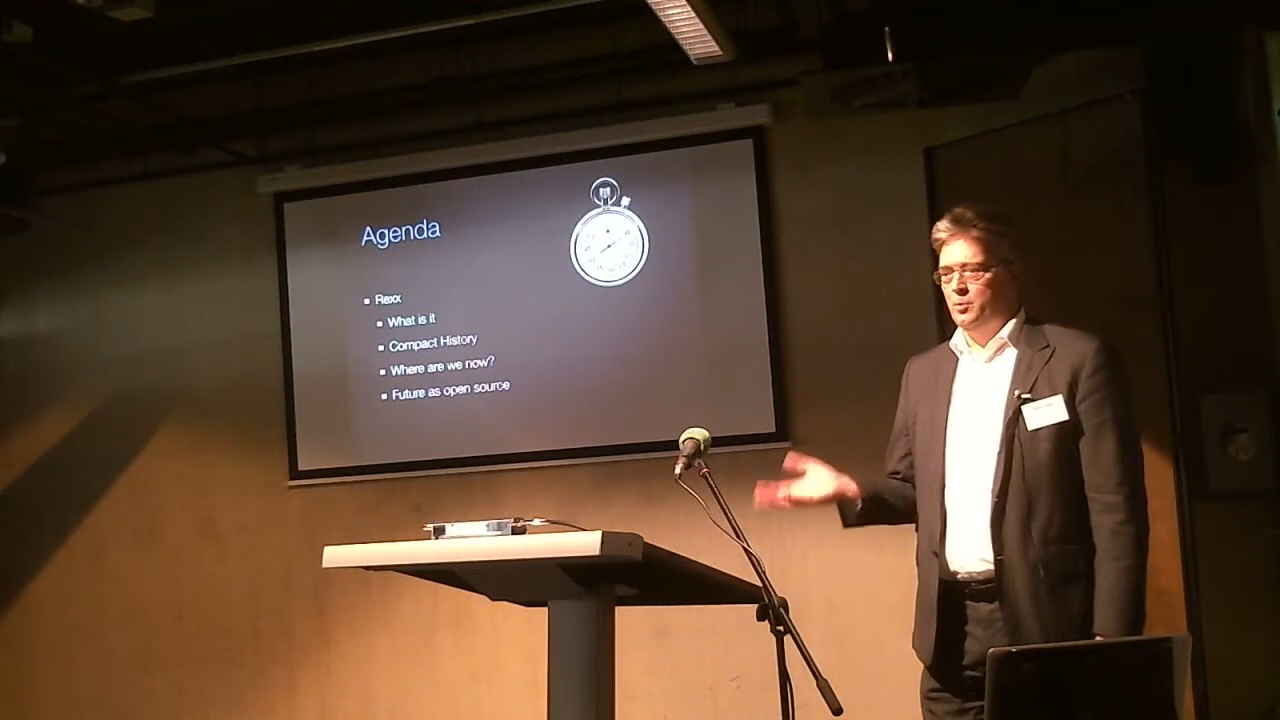 Agenda
Rexx
What is it
Compact History
Where are we now?
Future as open source